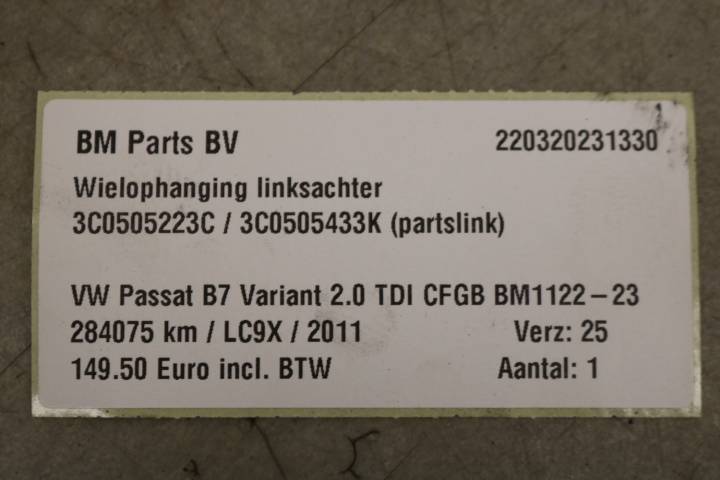 BM Parts BV 220320231330
Wielophanging linksachter
3C0505223C / 3C0505433K (partslink)
VW Passat B7 Variant 2.0 TDI CFGB BM1122-23
284075 km / LC9X / 2011 Verz: 25
149.50 Euro incl. BTW Aantal: 1